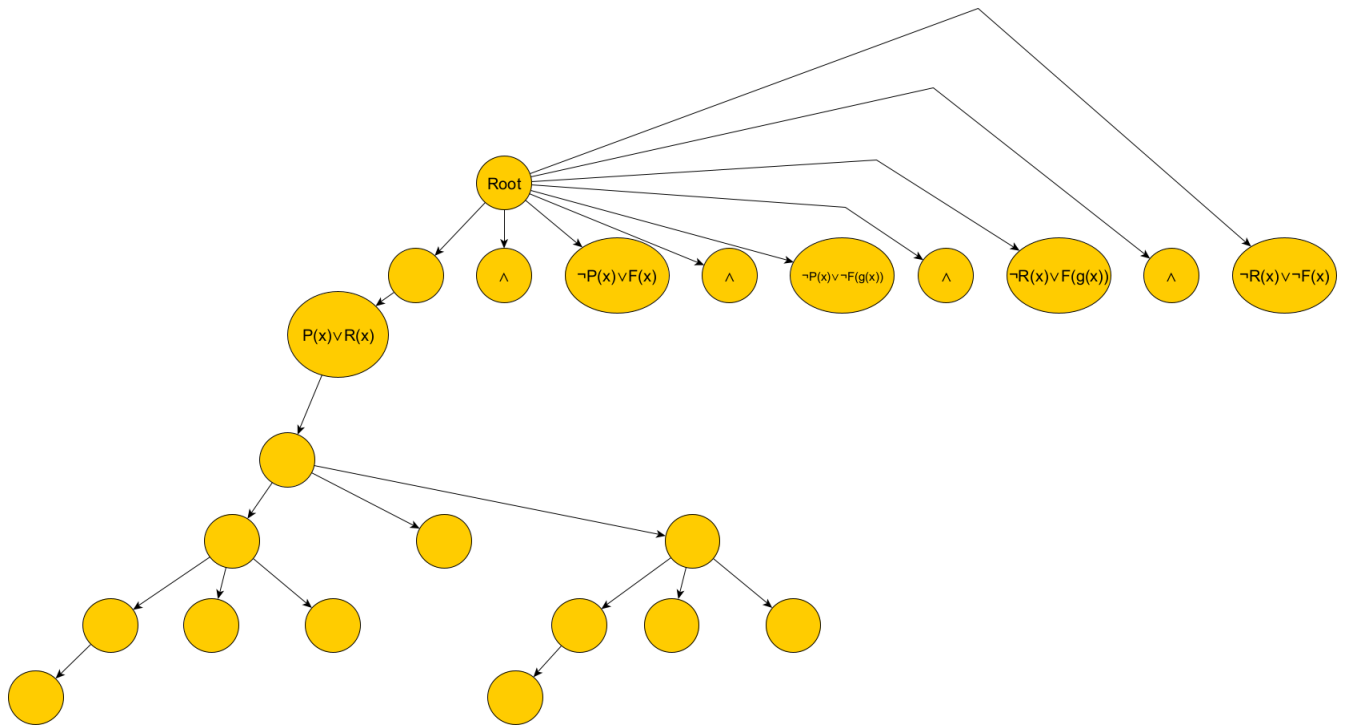 Root
∧
¬P(x)∨F(x)
∧
¬P(x)∨¬F(g(x))
∧
¬R(x)∨F(g(x))
∧
¬R(x)∨¬F(x)
P(x)∨R(x)